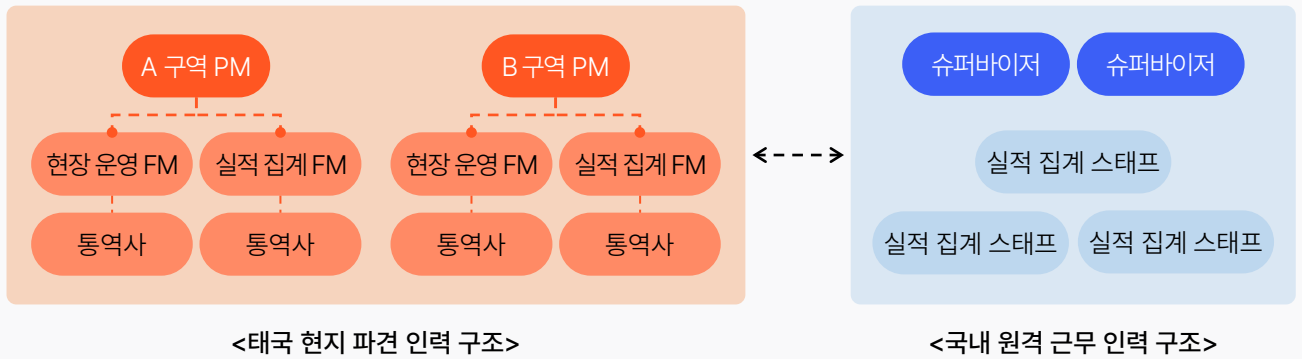 A 구역 PM
B 구역 PM
현장 운영 FM
실적 집계 FM
현장 운영 FM
실적 집계 FM
통역사
통역사
통역사
통역사
<태국 현지 파견 인력 구조>
슈퍼바이저
슈퍼바이저
실적 집계 스태프
실적 집계 스태프
실적 집계 스태프
<국내 원격 근무 인력 구조>